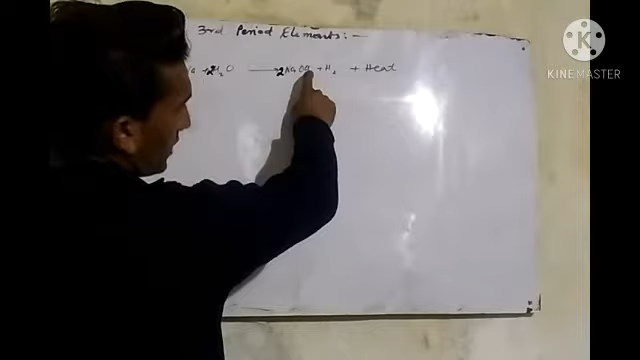 3rd Period Elements:-
+ 2H₂O ⟶ 2NaOH + H₂ + Heat
KINEMASTER